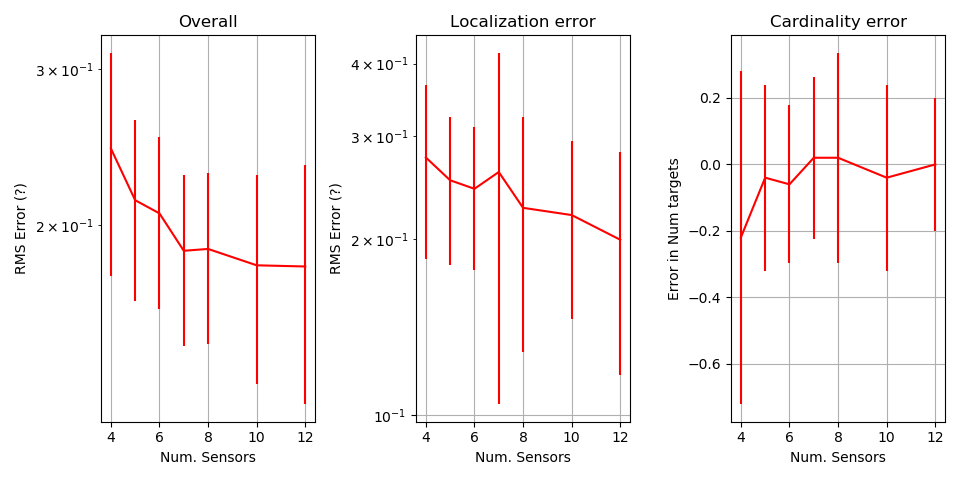 Overall
3 × 10⁻¹
2 × 10⁻¹
RMS Error (?)
4 6 8 10 12
Num. Sensors
Localization error
4 × 10⁻¹
3 × 10⁻¹
2 × 10⁻¹
10⁻¹
RMS Error (?)
4 6 8 10 12
Num. Sensors
Cardinality error
0.2
0.0
−0.2
−0.4
−0.6
Error in Num targets
4 6 8 10 12
Num. Sensors